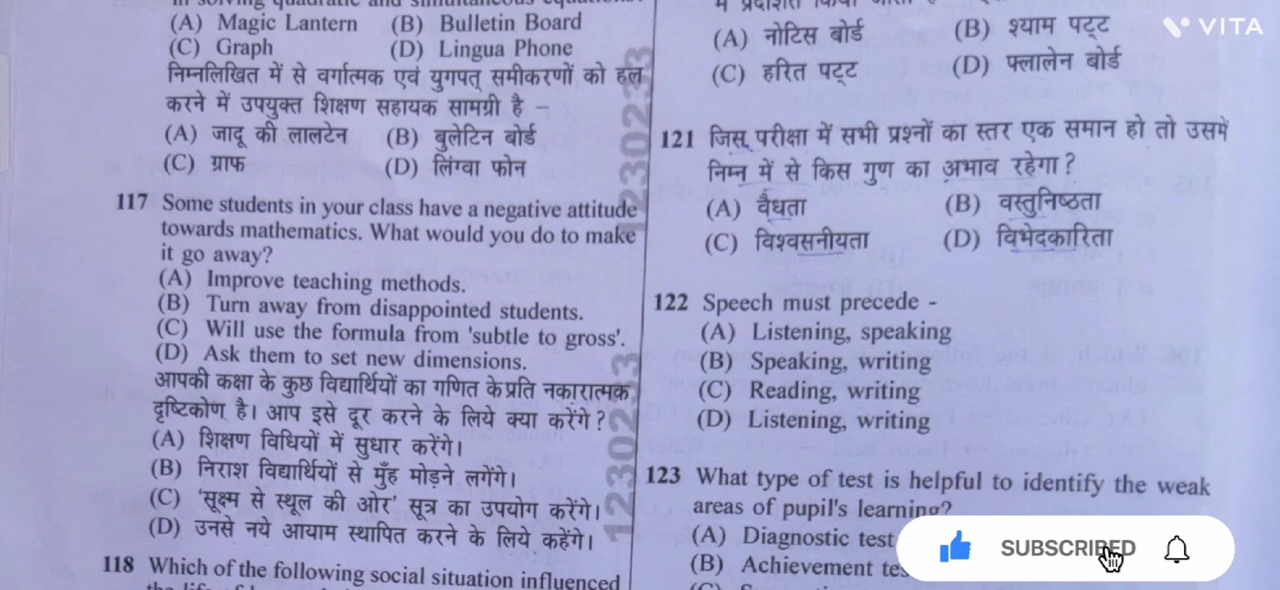 (A) Magic Lantern (B) Bulletin Board
(C) Graph (D) Lingua Phone
निम्नलिखित में से वर्गात्मक एवं युगपत् समीकरणों को हल
करने में उपयुक्त शिक्षण सहायक सामग्री है –
(A) जादू की लालटेन (B) बुलेटिन बोर्ड
(C) ग्राफ (D) लिंग्वा फोन
117 Some students in your class have a negative attitude
towards mathematics. What would you do to make
it go away?
(A) Improve teaching methods.
(B) Turn away from disappointed students.
(C) Will use the formula from 'subtle to gross'.
(D) Ask them to set new dimensions.
आपकी कक्षा के कुछ विद्यार्थियों का गणित के प्रति नकारात्मक
दृष्टिकोण है। आप इसे दूर करने के लिये क्या करेंगे?
(A) शिक्षण विधियों में सुधार करेंगे।
(B) निराश विद्यार्थियों से मुँह मोड़ने लगेंगे।
(C) 'सूक्ष्म से स्थूल की ओर' सूत्र का उपयोग करेंगे।
(D) उनसे नये आयाम स्थापित करने के लिये कहेंगे।
118 Which of the following social situation influenced
11230233
11230233
(A) नोटिस बोर्ड (B) श्याम पट्ट
(C) हरित पट्ट (D) फ्लालेन बोर्ड
121 जिस परीक्षा में सभी प्रश्नों का स्तर एक समान हो तो उसमें
निम्न में से किस गुण का अभाव रहेगा?
(A) वैधता (B) वस्तुनिष्ठता
(C) विश्वसनीयता (D) विभेदकारिता
122 Speech must precede -
(A) Listening, speaking
(B) Speaking, writing
(C) Reading, writing
(D) Listening, writing
123 What type of test is helpful to identify the weak
areas of pupil's learning?
(A) Diagnostic test
(B) Achievement
SUBSCRIBED
VITA